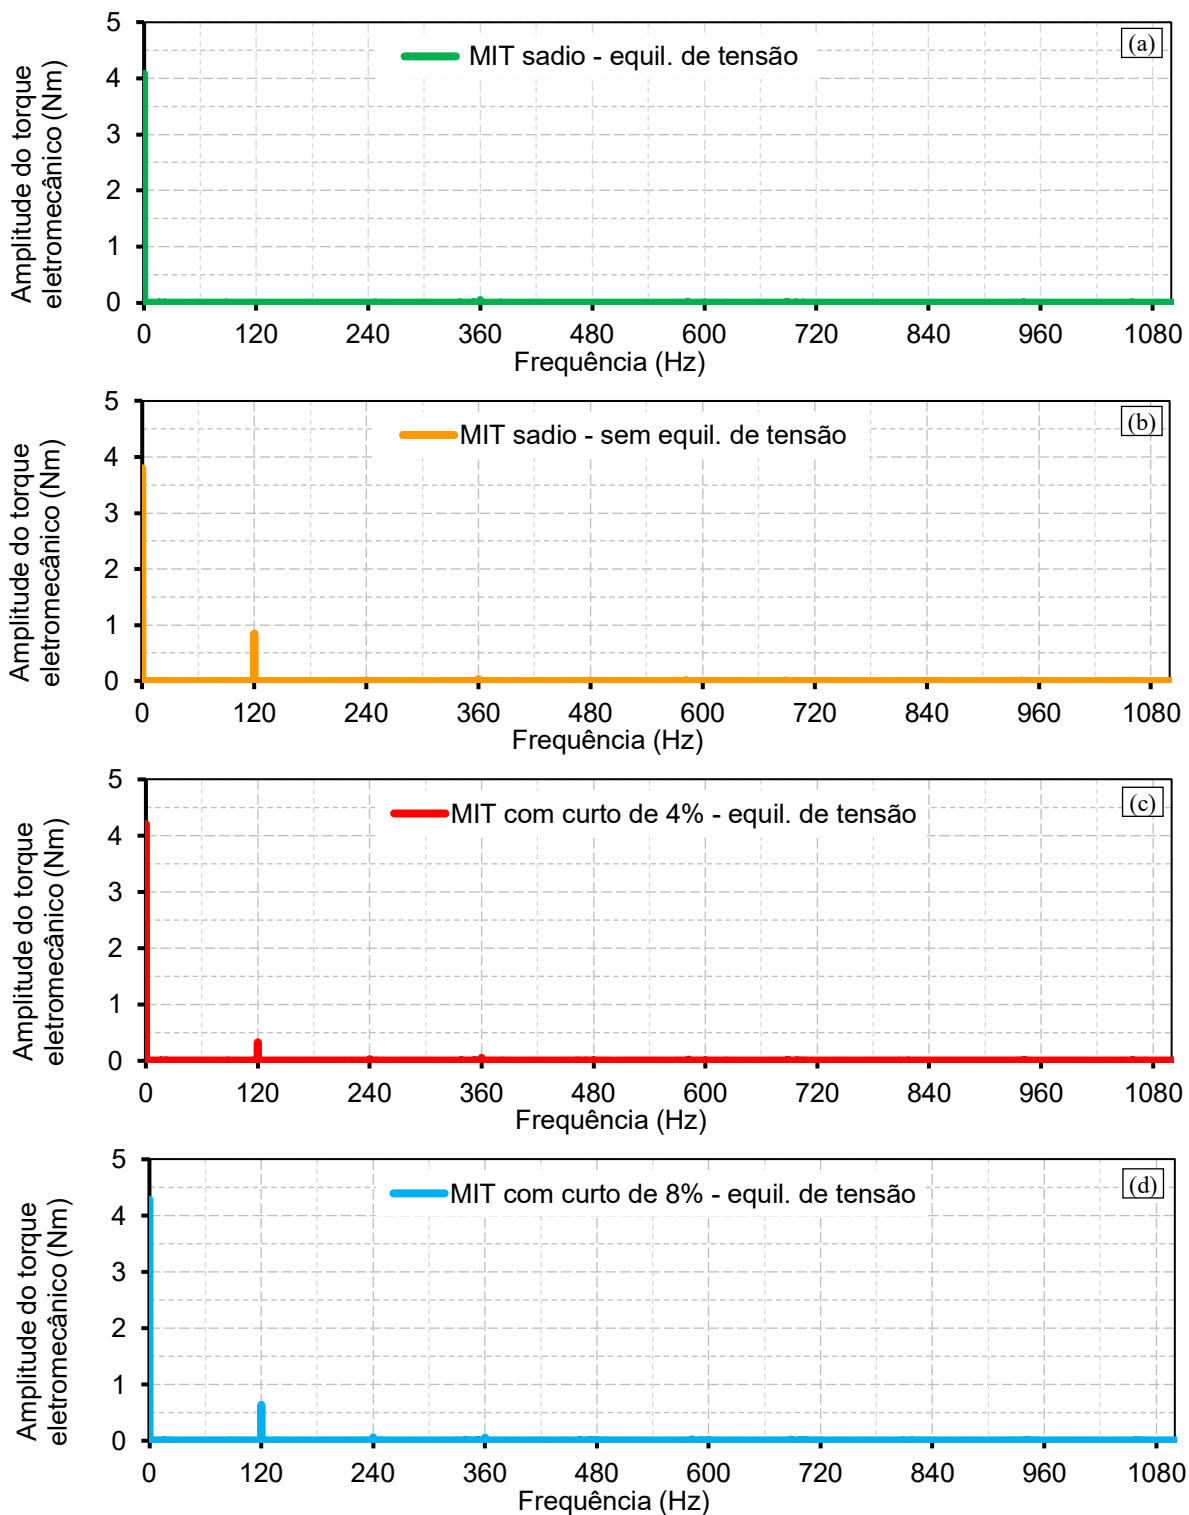 (a)
MIT sadio - equil. de tensão
Amplitude do torque
eletromecânico (Nm)
5
4
3
2
1
0
0 120 240 360 480 600 720 840 960 1080
Frequência (Hz)
(b)
MIT sadio - sem equil. de tensão
Amplitude do torque
eletromecânico (Nm)
5
4
3
2
1
0
0 120 240 360 480 600 720 840 960 1080
Frequência (Hz)
(c)
MIT com curto de 4% - equil. de tensão
Amplitude do torque
eletromecânico (Nm)
5
4
3
2
1
0
0 120 240 360 480 600 720 840 960 1080
Frequência (Hz)
(d)
MIT com curto de 8% - equil. de tensão
Amplitude do torque
eletromecânico (Nm)
5
4
3
2
1
0
0 120 240 360 480 600 720 840 960 1080
Frequência (Hz)